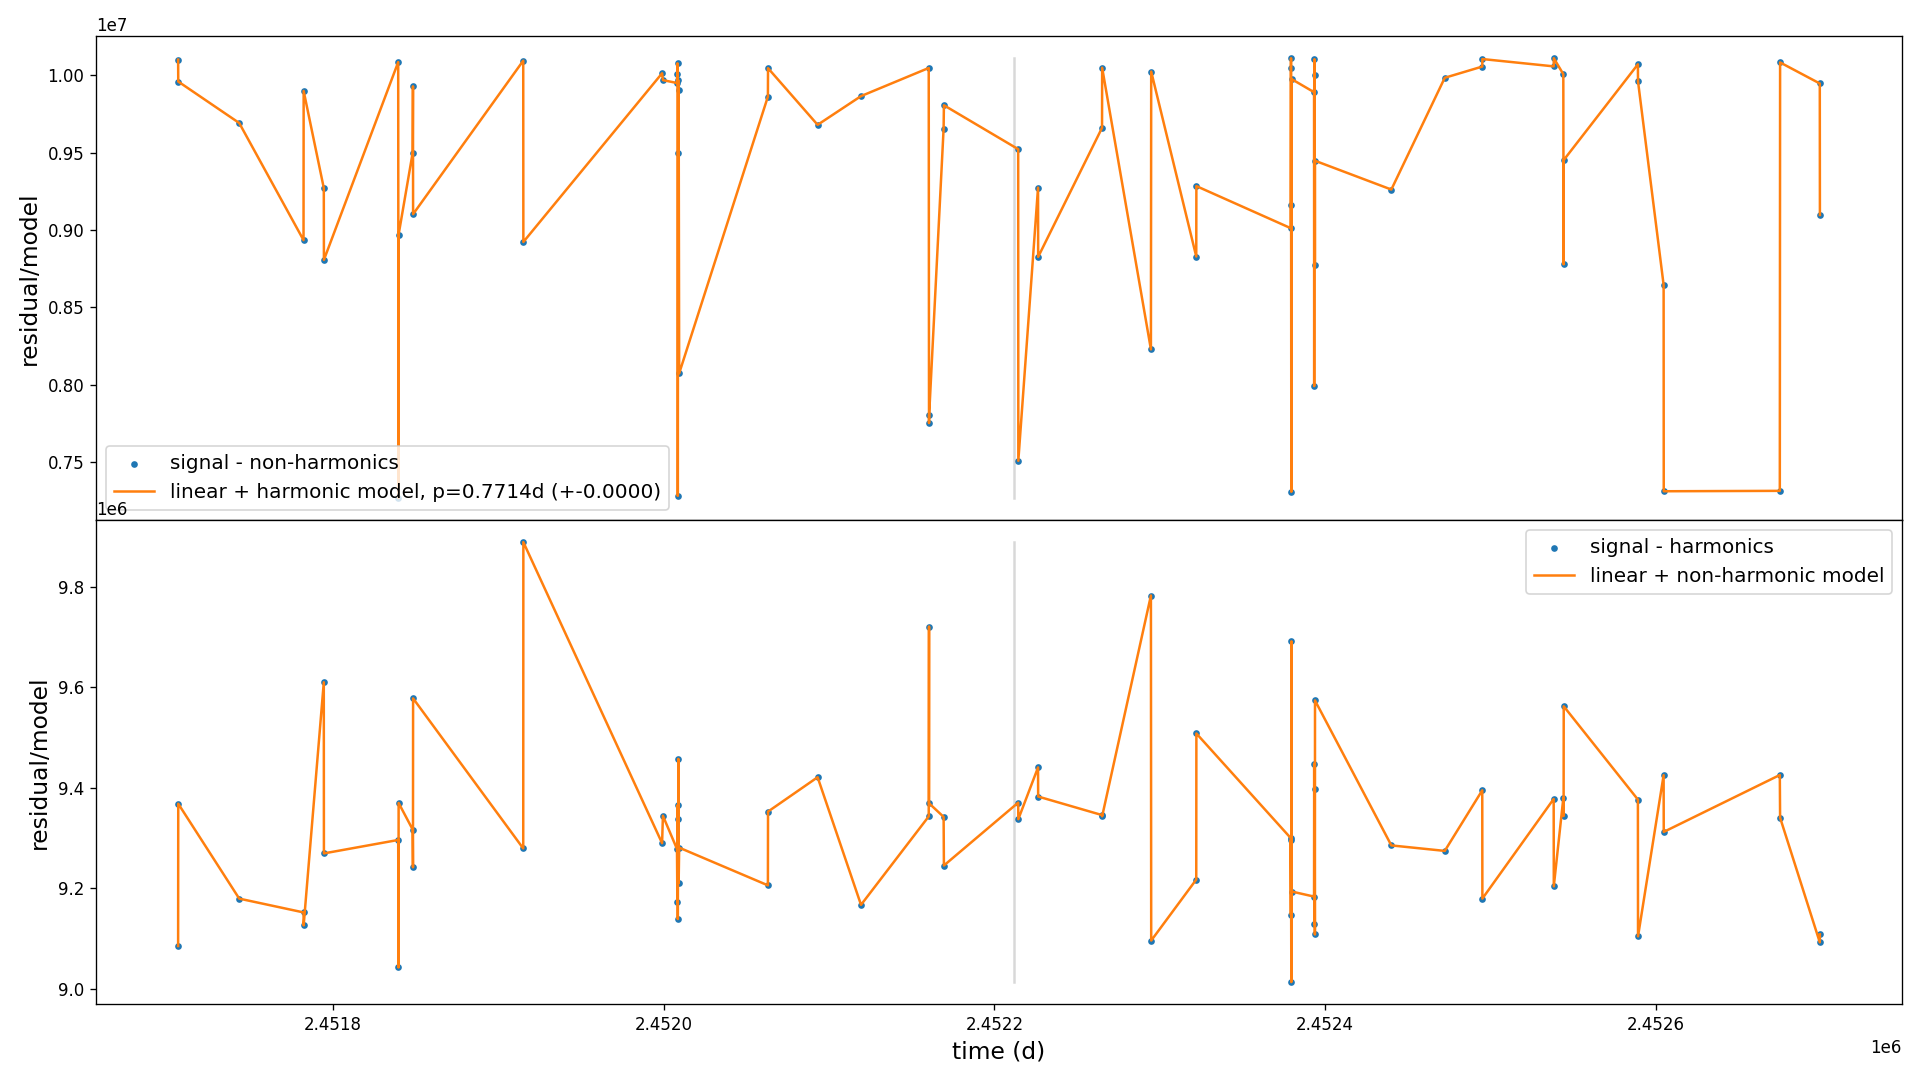 1e7
1.00
0.95
0.90
0.85
0.80
0.75
residual/model
signal - non-harmonics
linear + harmonic model, p=0.7714d (+-0.0000)
1e6
9.8
9.6
9.4
9.2
9.0
residual/model
signal - harmonics
linear + non-harmonic model
2.4518
2.4520
2.4522
2.4524
2.4526
time (d)
1e6